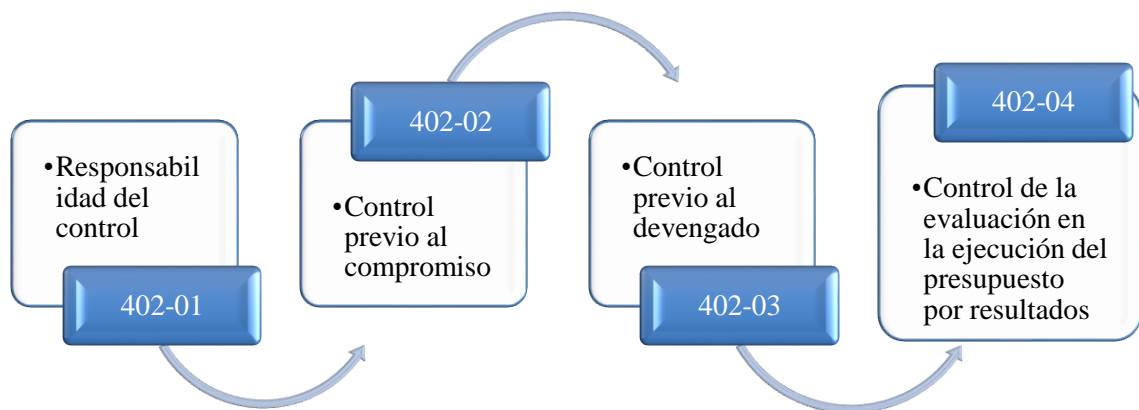 •Responsabil
idad del
control
402-01
402-02
•Control
previo al
compromiso
•Control
previo al
devengado
402-03
402-04
•Control de la
evaluación en
la ejecución del
presupuesto
por resultados